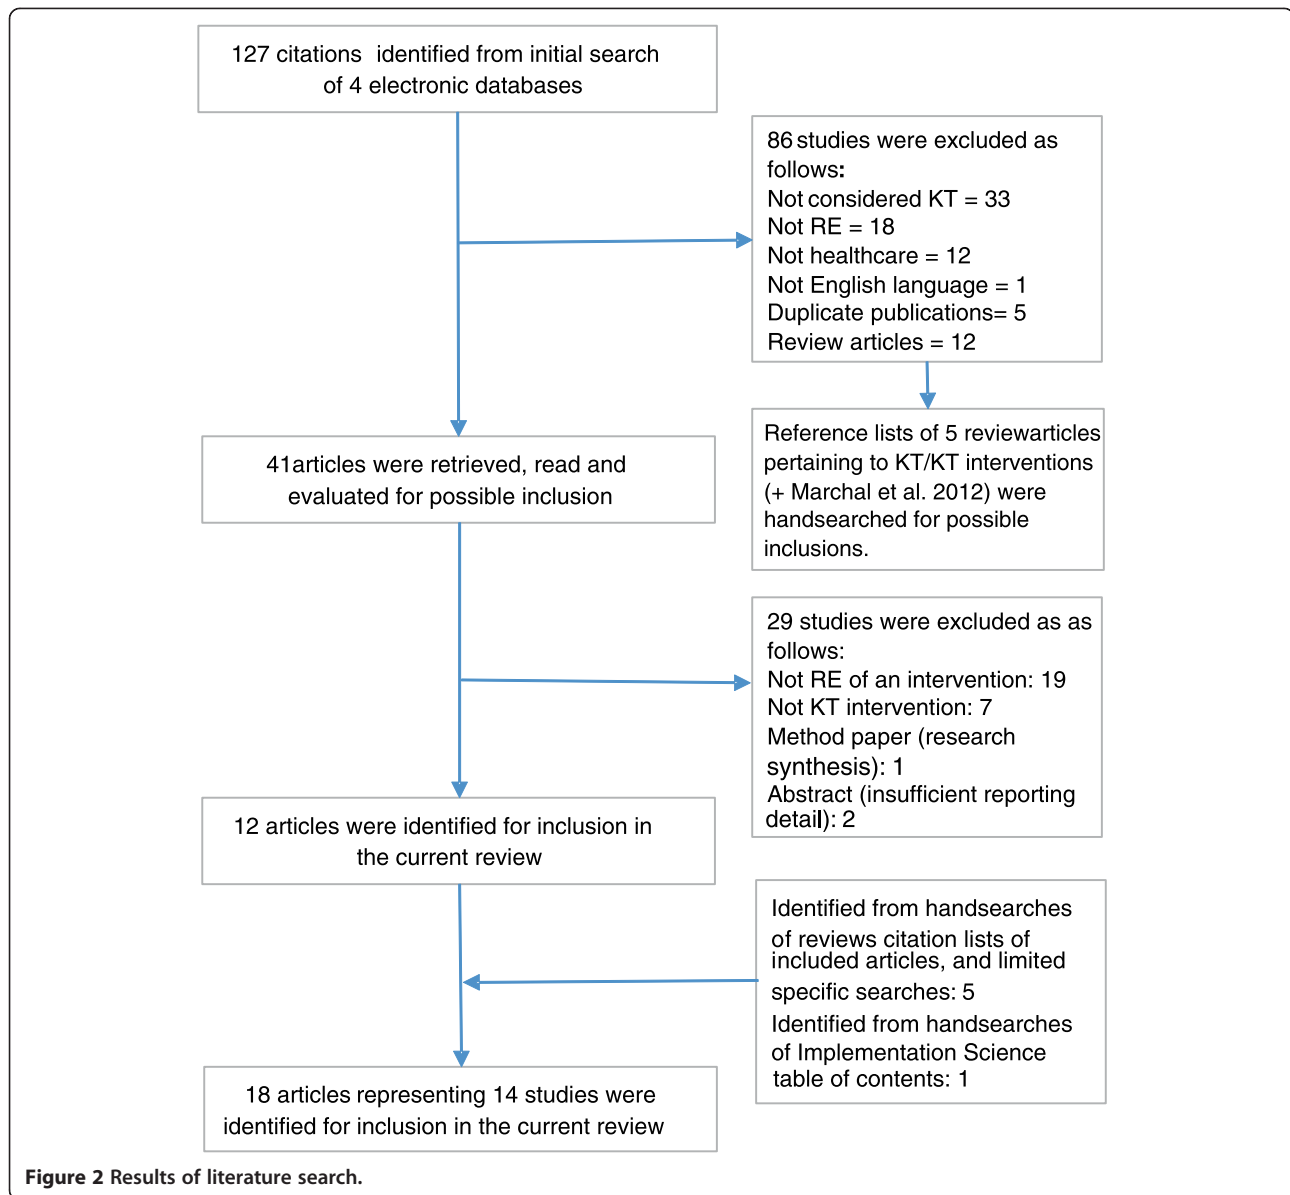 127 citations identified from initial search
of 4 electronic databases
86 studies were excluded as
follows:
Not considered KT = 33
Not RE = 18
Not healthcare = 12
Not English language = 1
Duplicate publications= 5
Review articles = 12
41articles were retrieved, read and
evaluated for possible inclusion
Reference lists of 5 reviewarticles
pertaining to KT/KT interventions
(+ Marchal et al. 2012) were
handsearched for possible
inclusions.
29 studies were excluded as as
follows:
Not RE of an intervention: 19
Not KT intervention: 7
Method paper (research
synthesis): 1
Abstract (insufficient reporting
detail): 2
12 articles were identified for inclusion in
the current review
Identified from handsearches
of reviews citation lists of
included articles, and limited
specific searches: 5
Identified from handsearches
of Implementation Science
table of contents: 1
18 articles representing 14 studies were
identified for inclusion in the current review
Figure 2 Results of literature search.